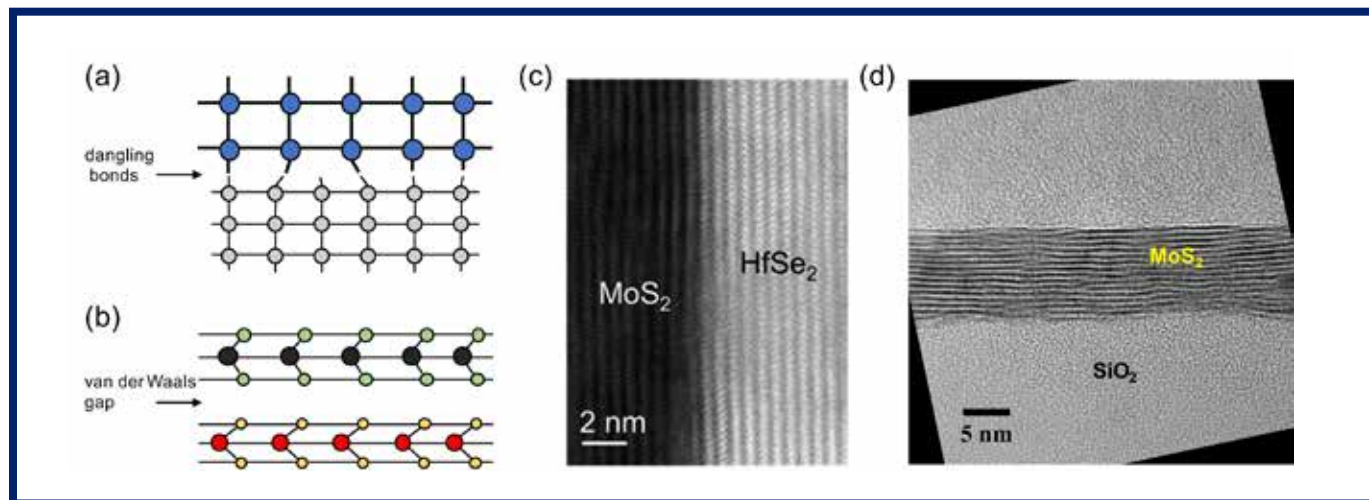 (a)
dangling
bonds
(b)
van der Waals
gap
(c)
MoS₂
HfSe₂
2 nm
(d)
MoS₂
SiO₂
5 nm